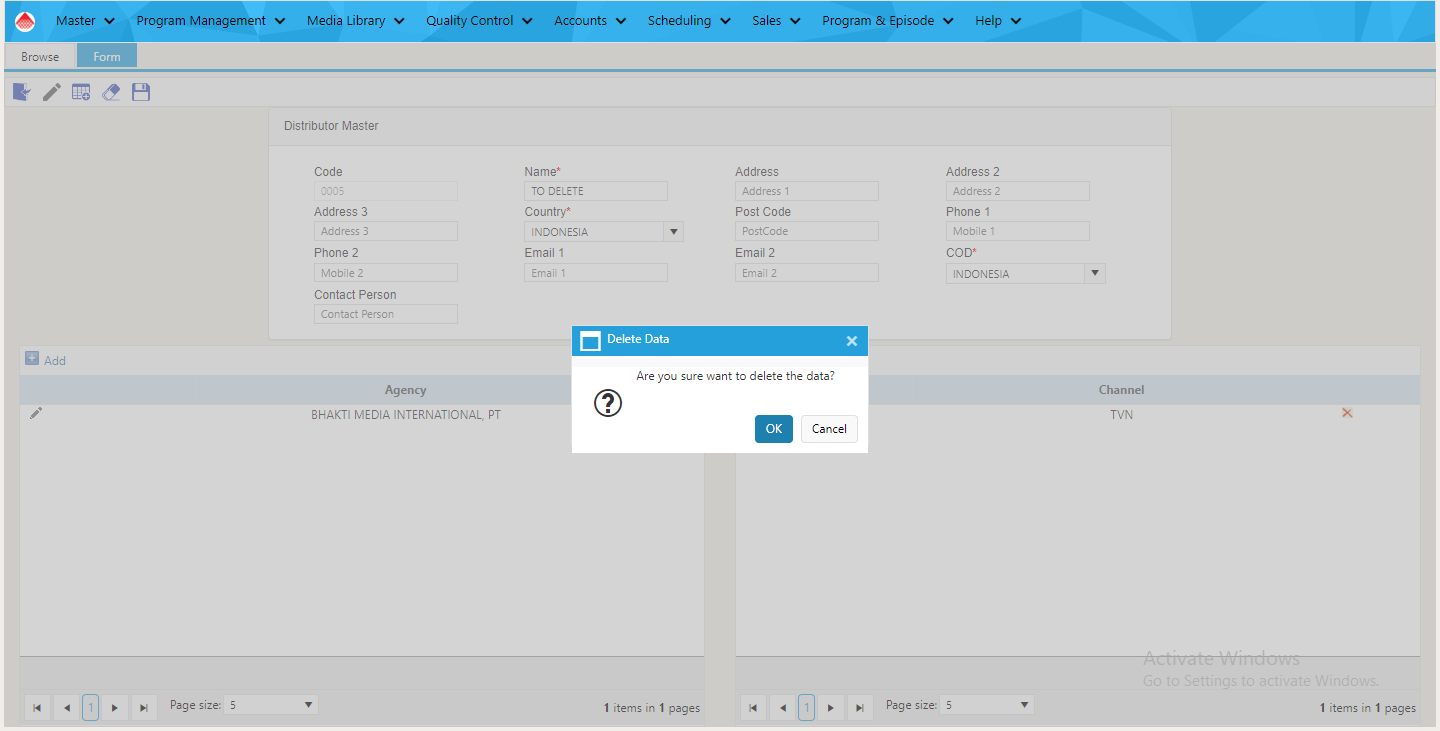 Master Program Management Media Library Quality Control Accounts Scheduling Sales Program & Episode Help
Browse Form
Distributor Master
Code Name* Address Address 2
0005 TO DELETE Address 1 Address 2
Address 3 Country* Post Code Phone 1
Address 3 INDONESIA PostCode Mobile 1
Phone 2 Email 1 Email 2 COD*
Mobile 2 Email 1 Email 2 INDONESIA
Contact Person
Contact Person
Delete Data
Are you sure want to delete the data?
OK Cancel
Add
Agency Channel
BHAKTI MEDIA INTERNATIONAL, PT TVN
Activate Windows
Go to Settings to activate Windows.
1 Page size: 5 1 items in 1 pages
1 Page size: 5 1 items in 1 pages